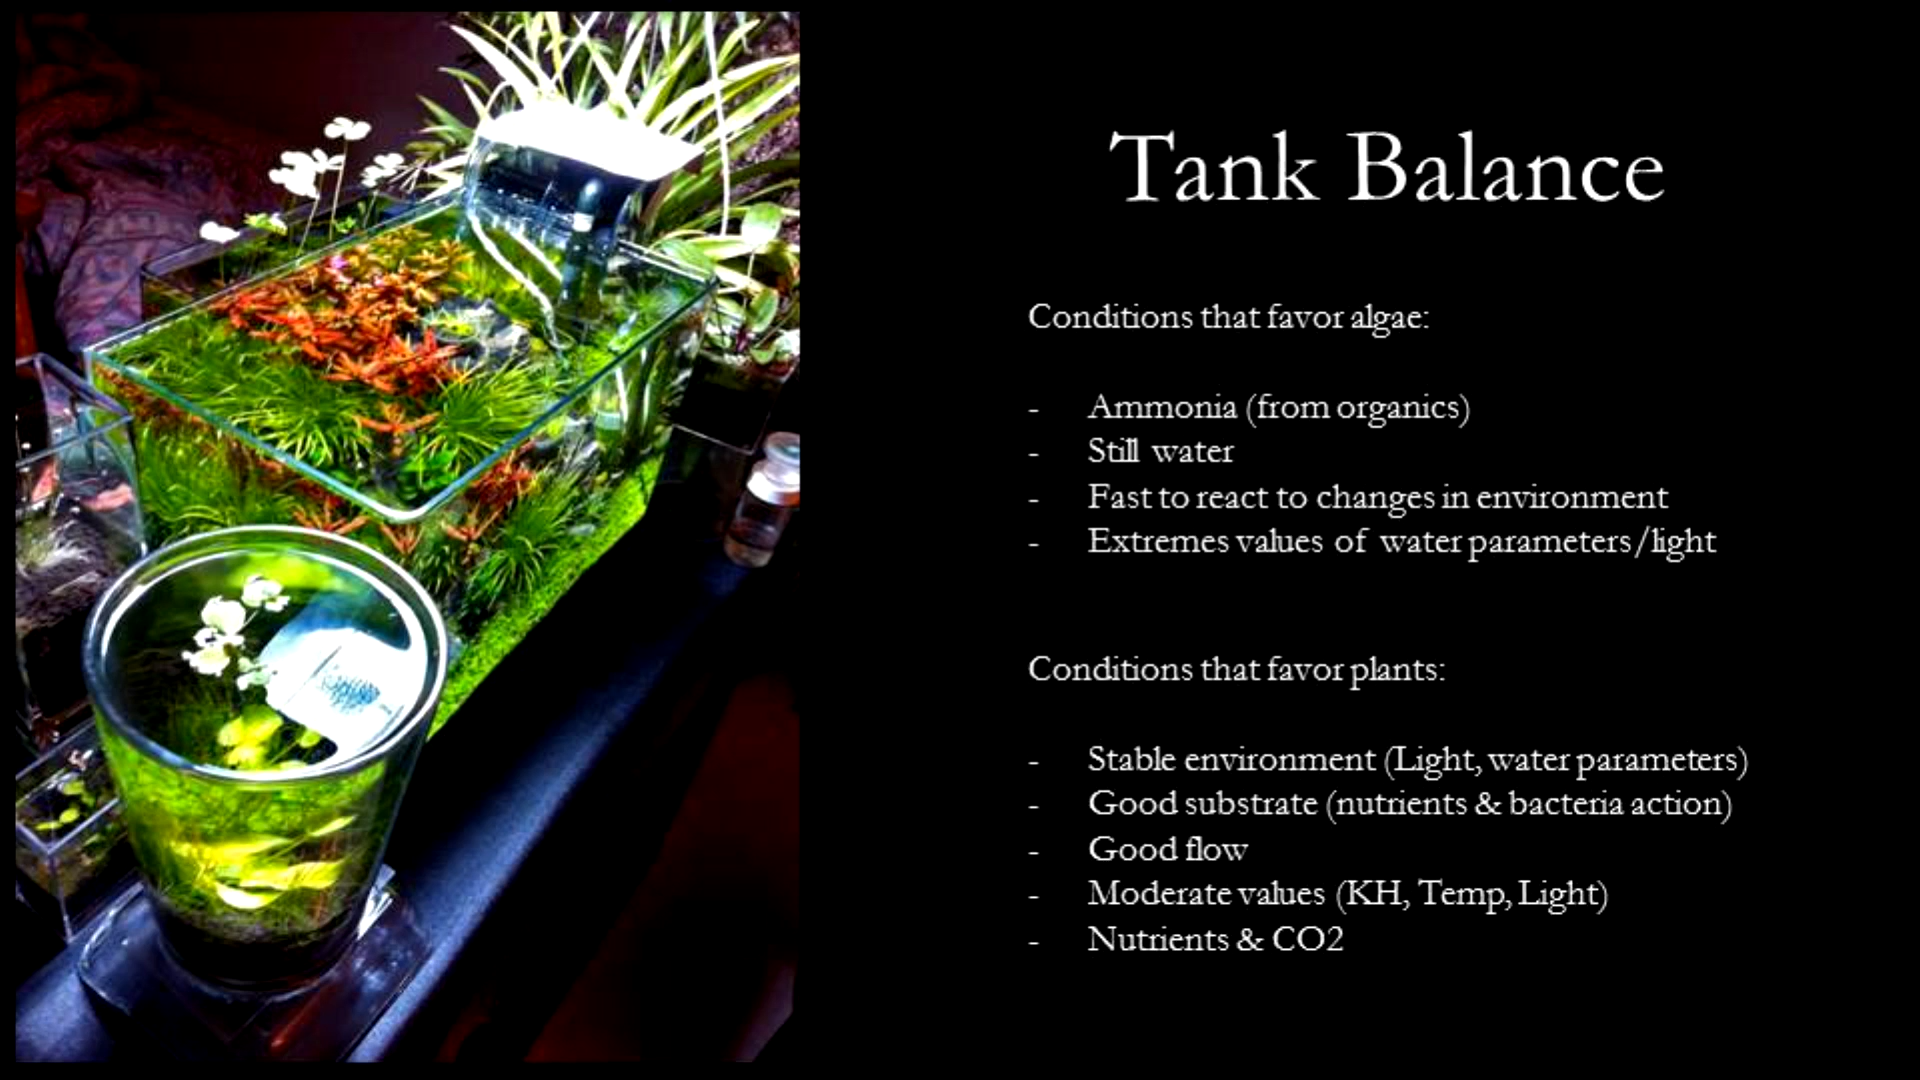 Tank Balance
Conditions that favor algae:
- Ammonia (from organics)
- Still water
- Fast to react to changes in environment
- Extremes values of water parameters/light
Conditions that favor plants:
- Stable environment (Light, water parameters)
- Good substrate (nutrients & bacteria action)
- Good flow
- Moderate values (KH, Temp, Light)
- Nutrients & CO2